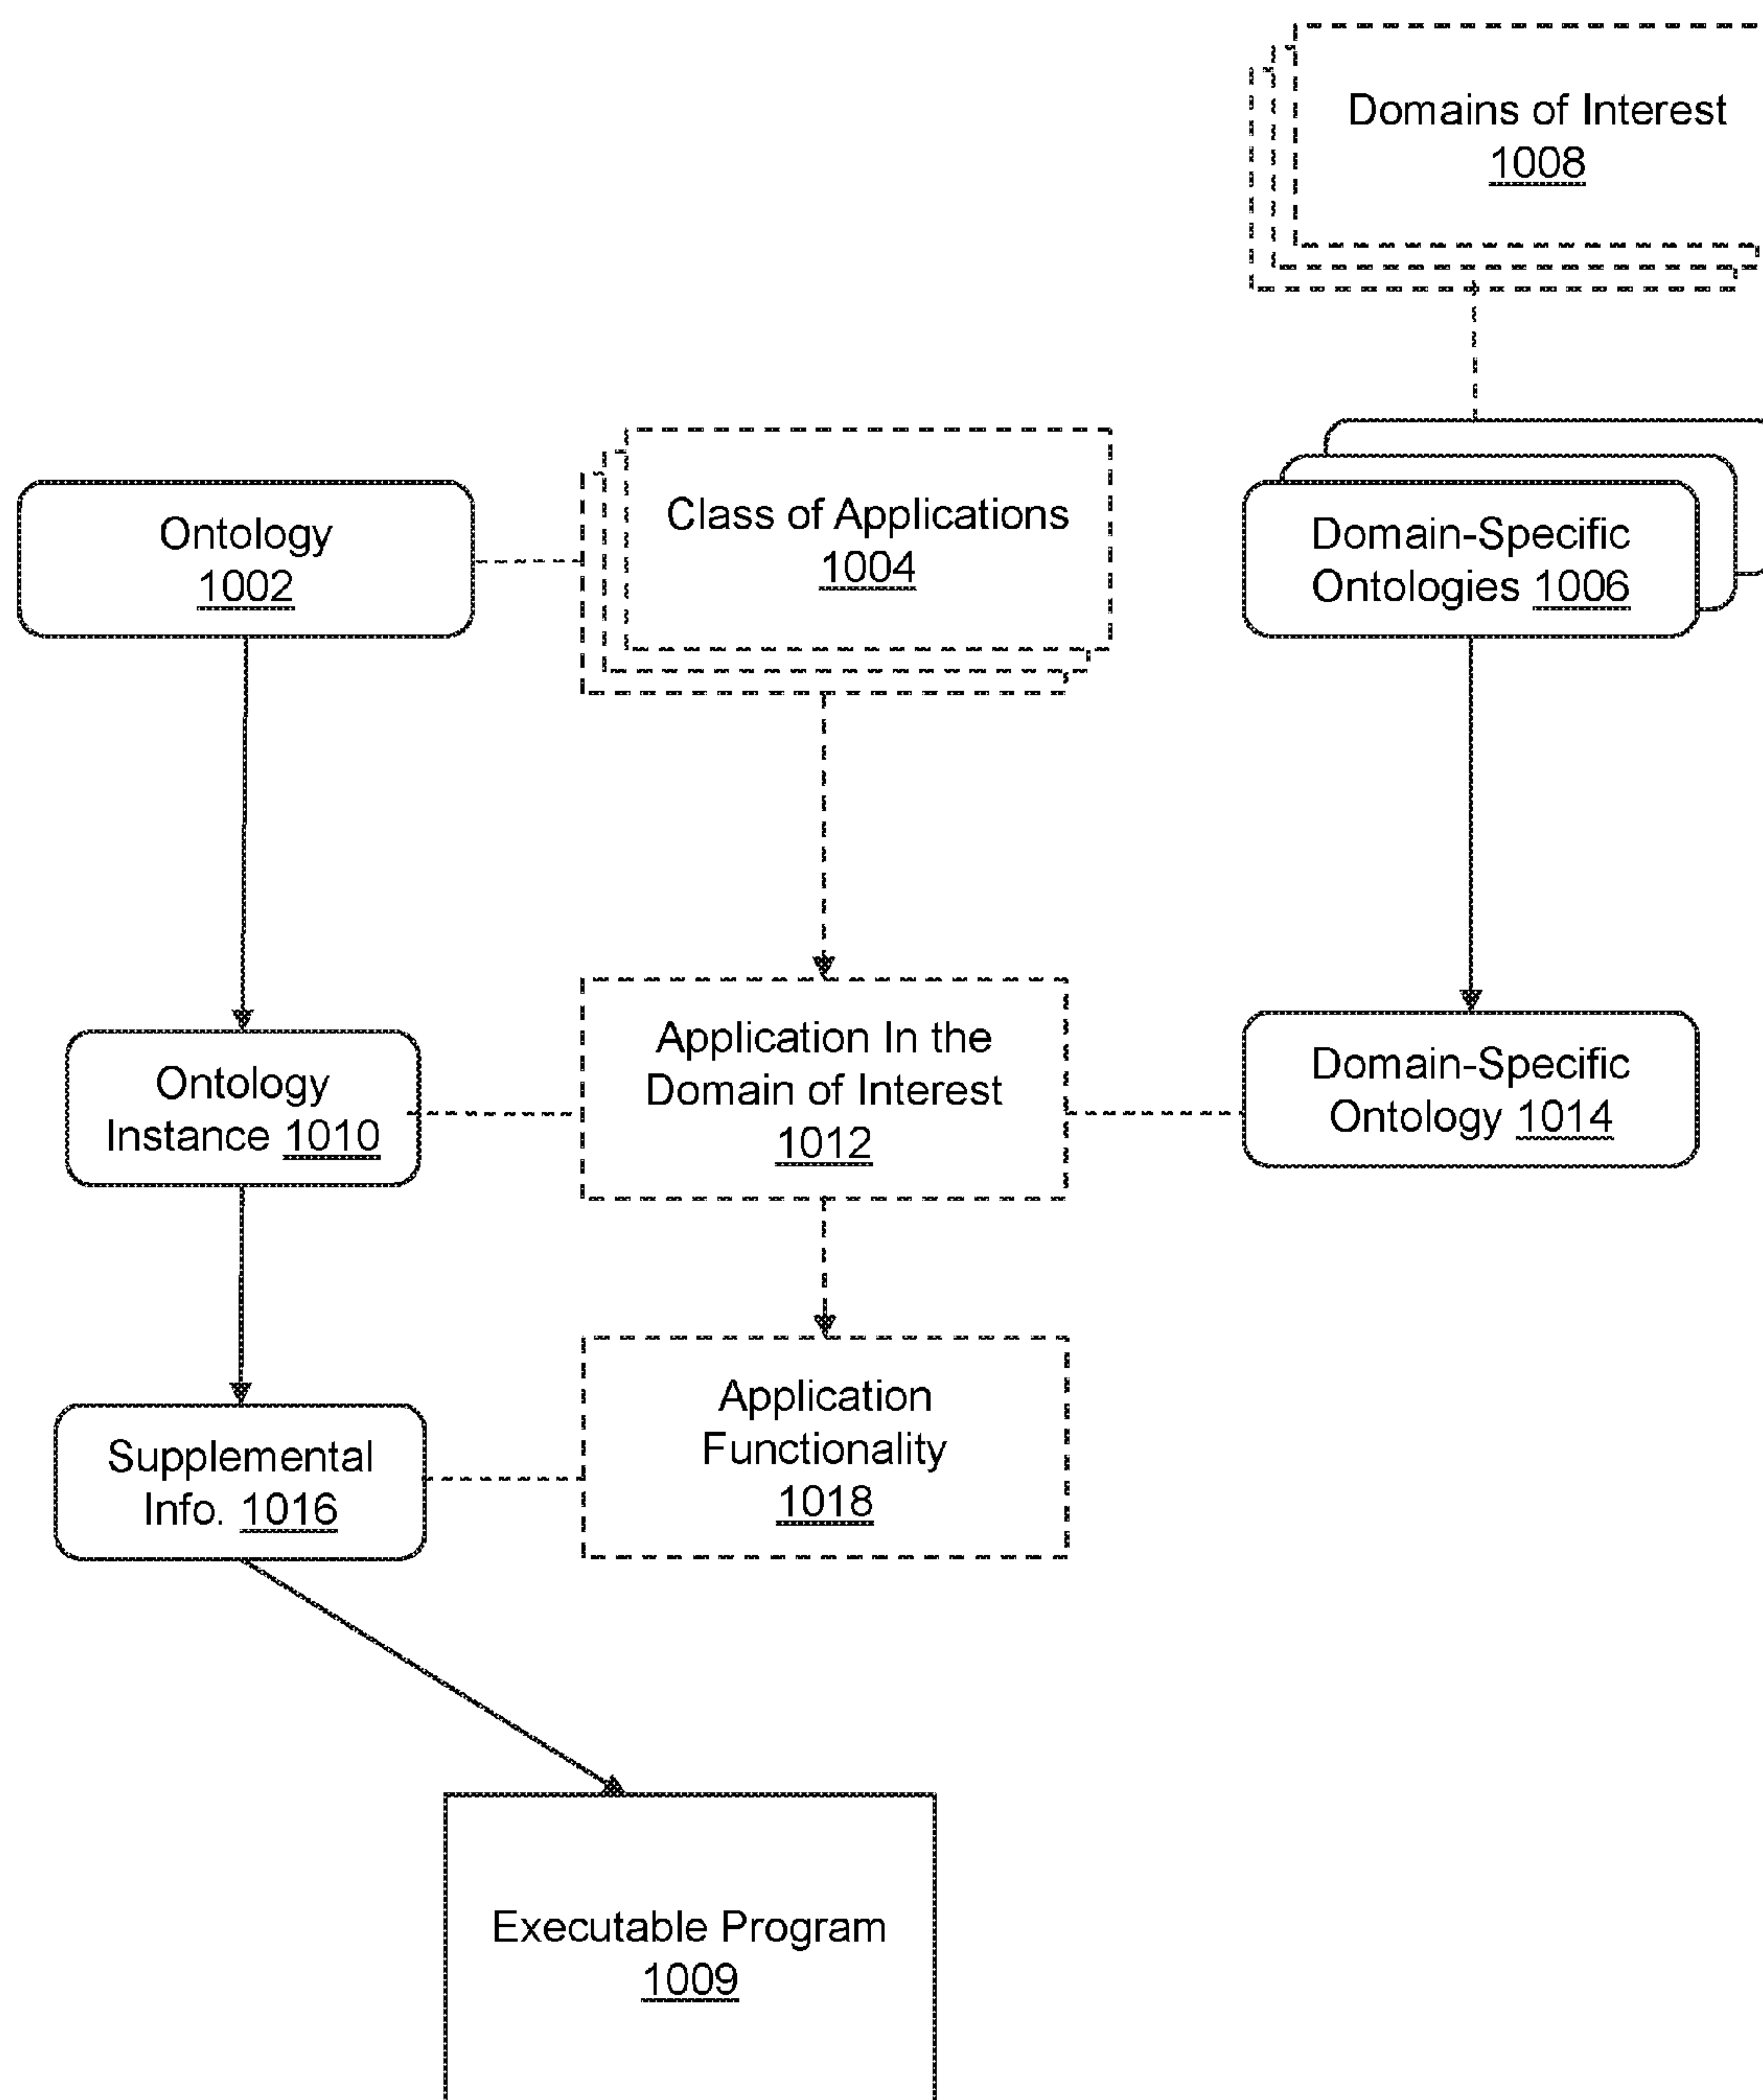 Domains of Interest
1008
Class of Applications
1004
Ontology
1002
Domain-Specific
Ontologies 1006
Application In the
Domain of Interest
1012
Ontology
Instance 1010
Domain-Specific
Ontology 1014
Application
Functionality
1018
Supplemental
Info. 1016
Executable Program
1009